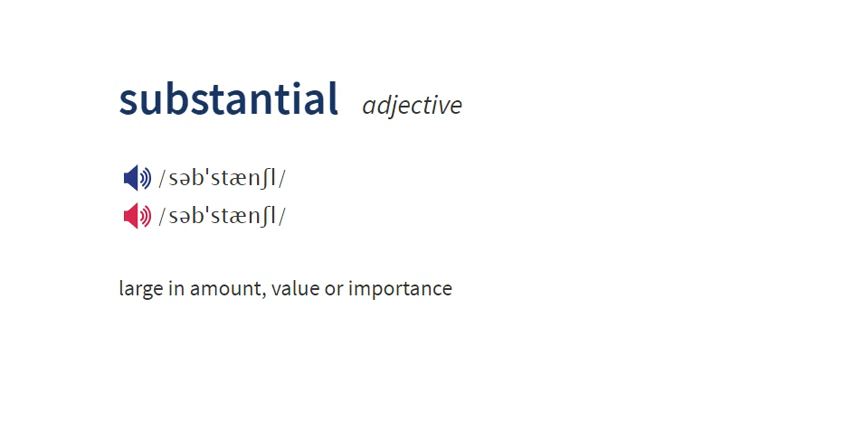 substantial adjective
/səbˈstænʃl/
/səbˈstænʃl/
large in amount, value or importance